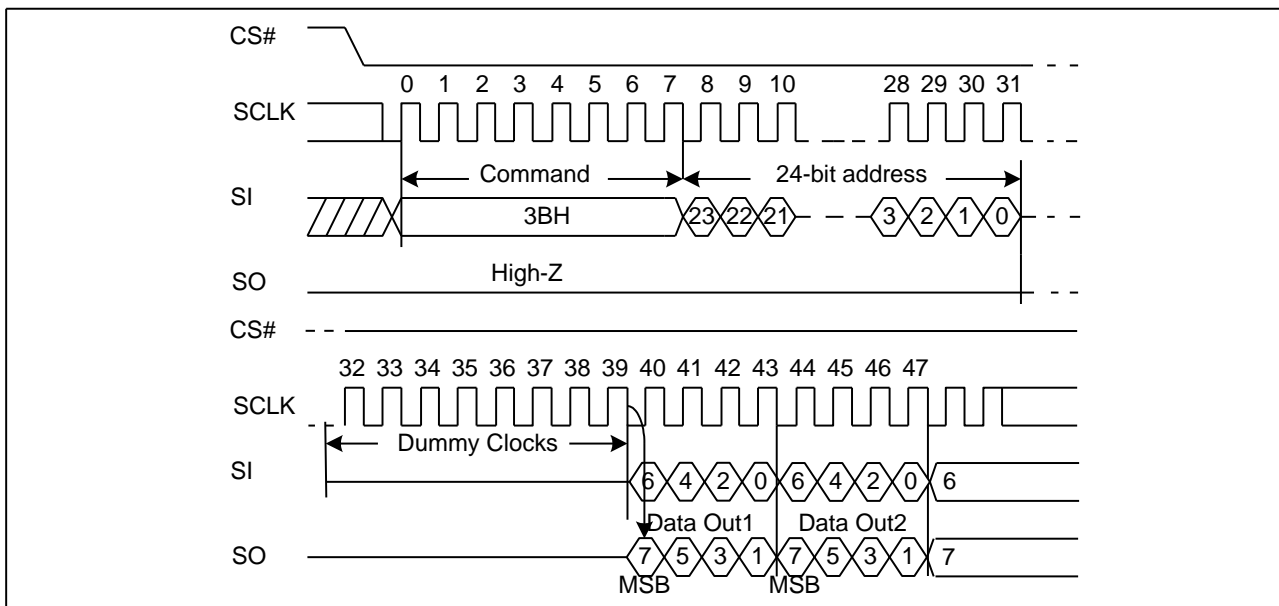 CS#
0 1 2 3 4 5 6 7 8 9 10 28 29 30 31
SCLK
Command 24-bit address
SI
3BH 23 22 21 3 2 1 0
High-Z
SO
CS#
32 33 34 35 36 37 38 39 40 41 42 43 44 45 46 47
SCLK
Dummy Clocks
SI
6 4 2 0 6 4 2 0 6
Data Out1 Data Out2
SO
7 5 3 1 7 5 3 1 7
MSB MSB